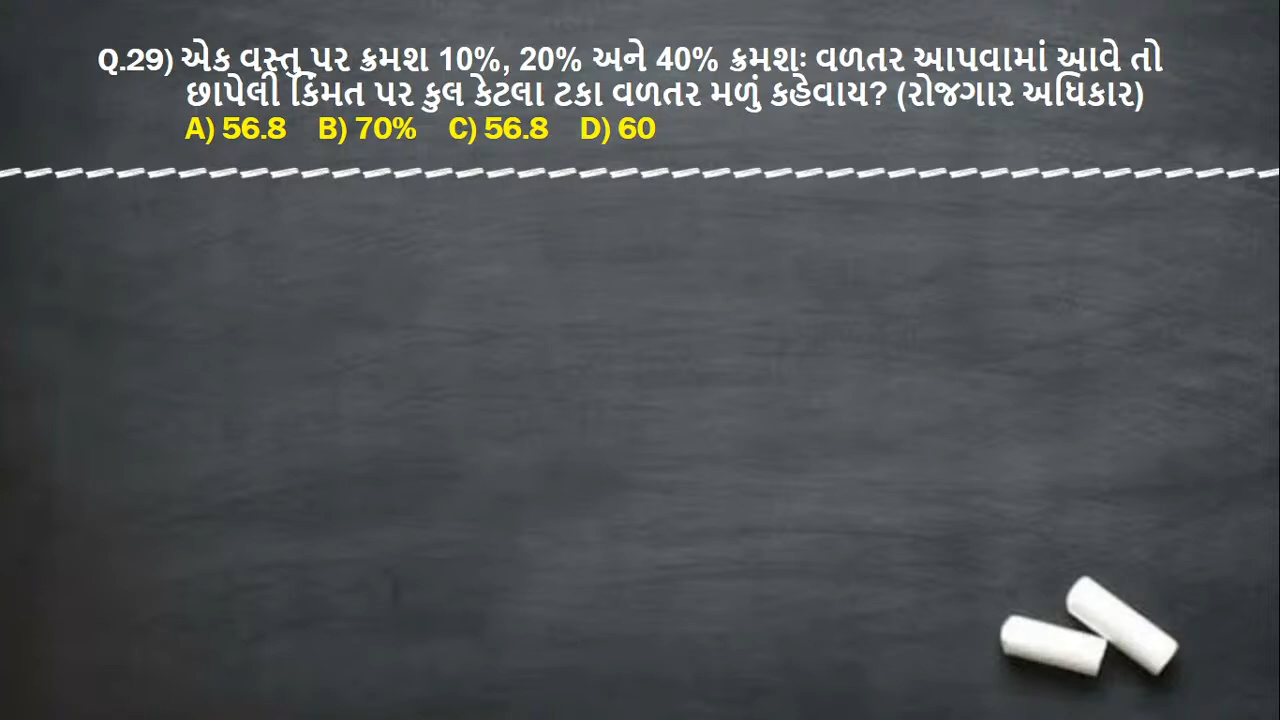 Q.29) એક વસ્તુ પર ક્રમશ 10%, 20% અને 40% ક્રમશઃ વળતર આપવામાં આવે તો
છાપેલી કિંમત પર કુલ કેટલા ટકા વળતર મળું કહેવાય? (રોજગાર અધિકાર)
A) 56.8 B) 70% C) 56.8 D) 60